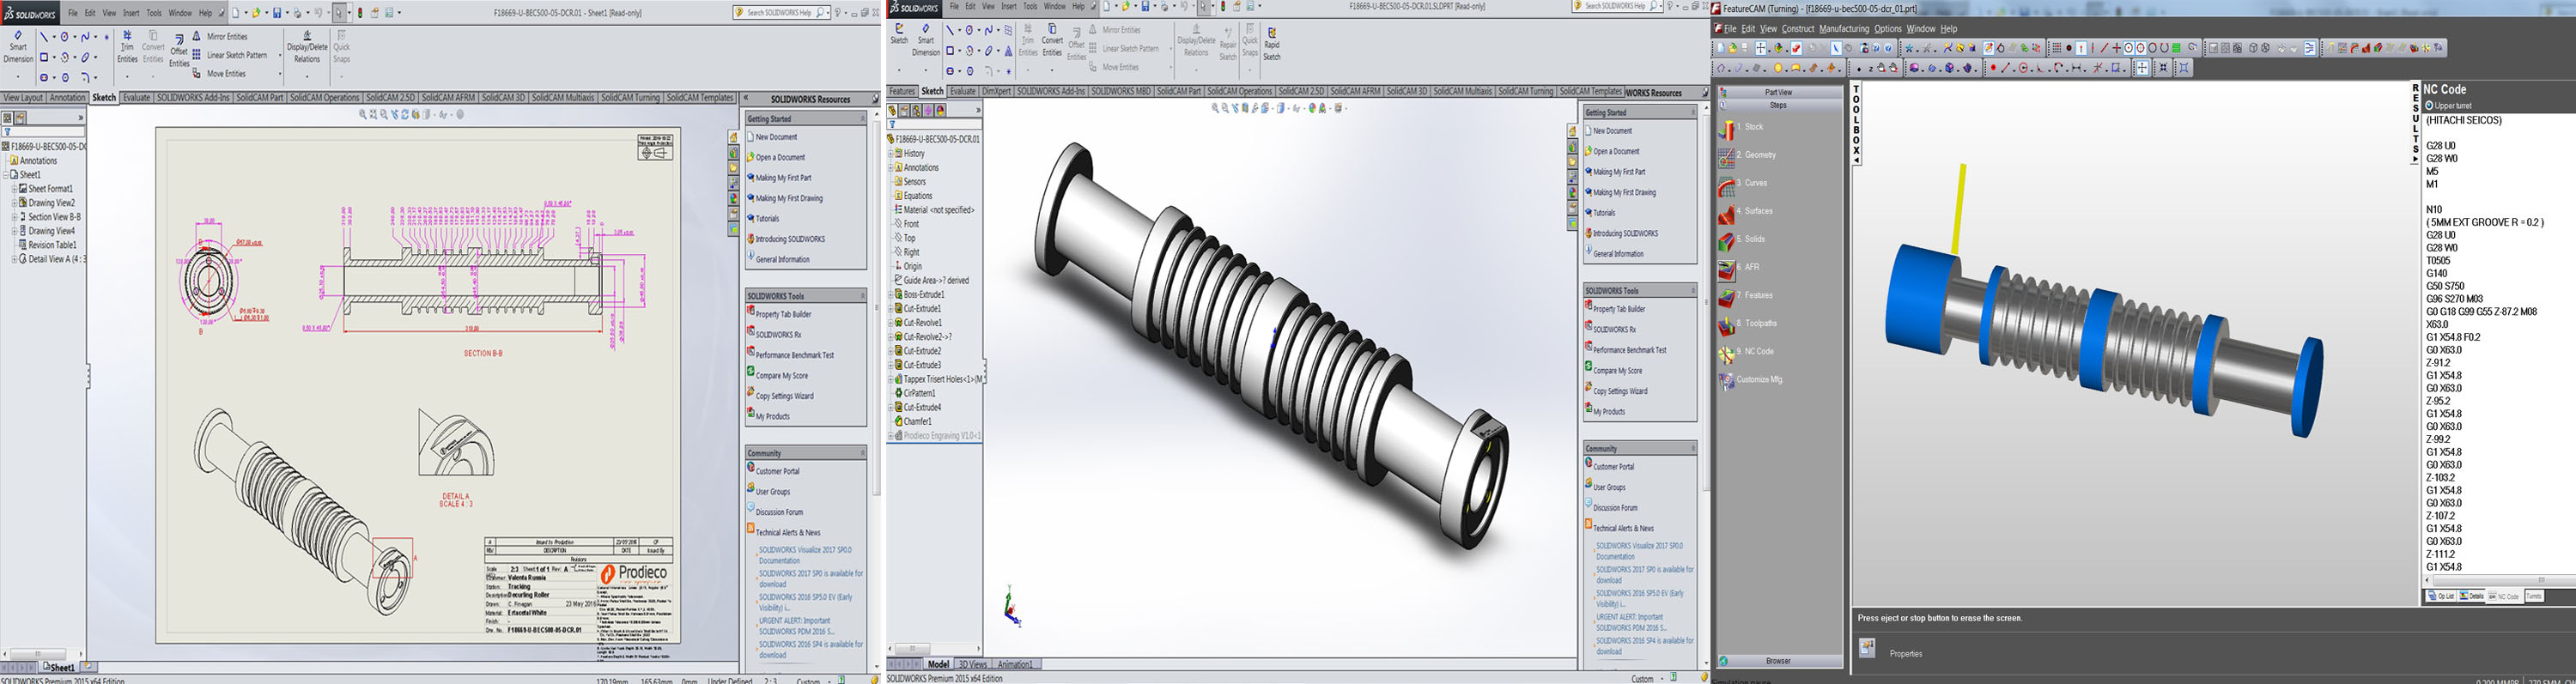 SOLIDWORKS
File Edit View Insert Tools Window Help
F18669-U-BEC500-05-DCR.01 - Sheet1 [Read-only]
Search SOLIDWORKS Help
Smart Dimension
Trim Entities
Convert Entities
Offset Entities
Mirror Entities
Linear Sketch Pattern
Move Entities
Display/Delete Relations
Quick Snaps
View Layout Annotation Sketch Evaluate SOLIDWORKS Add-Ins SolidCAM Part SolidCAM Operations SolidCAM 2.5D SolidCAM AFRM SolidCAM 3D SolidCAM Multiaxis SolidCAM Turning SolidCAM Templates
F18669-U-BEC500-05-DC
Annotations
Sheet1
Sheet Format1
Drawing View2
Section View B-B
Drawing View4
Revision Table1
Detail View A (4 : 3
SECTION B-B
DETAIL A
SCALE 4 : 3
A
Prodieco
Valenta Russia
Tracking
Decurling Roller
C. Finegan 23 May 2016
Ertacetal White
F18669-U-BEC500-05-DCR.01
SOLIDWORKS Resources
Getting Started
New Document
Open a Document
Making My First Part
Making My First Drawing
Tutorials
Introducing SOLIDWORKS
General Information
SOLIDWORKS Tools
Property Tab Builder
SOLIDWORKS Rx
Performance Benchmark Test
Compare My Score
Copy Settings Wizard
My Products
Community
Customer Portal
User Groups
Discussion Forum
Technical Alerts & News
SOLIDWORKS Visualize 2017 SP0.0 Documentation
SOLIDWORKS 2017 SP0 is available for download
SOLIDWORKS 2016 SP5.0 EV (Early Visibility) i...
URGENT ALERT: Important SOLIDWORKS PDM 2016 S...
SOLIDWORKS 2016 SP4 is available for download
Sheet1
SOLIDWORKS Premium 2015 x64 Edition
170.19mm 165.63mm 0mm Under Defined 2 : 3 Custom
SOLIDWORKS
File Edit View Insert Tools Window Help
F18669-U-BEC500-05-DCR.01.SLDPRT [Read-only]
Search SOLIDWORKS Help
Sketch
Smart Dimension
Trim Entities
Convert Entities
Offset Entities
Mirror Entities
Linear Sketch Pattern
Move Entities
Display/Delete Relations
Repair Sketch
Quick Snaps
Rapid Sketch
Features Sketch Evaluate DimXpert SOLIDWORKS Add-Ins SOLIDWORKS MBD SolidCAM Part SolidCAM Operations SolidCAM 2.5D SolidCAM AFRM SolidCAM 3D SolidCAM Multiaxis SolidCAM Turning SolidCAM Templates
F18669-U-BEC500-05-DCR.01
History
Annotations
Sensors
Equations
Material <not specified>
Front
Top
Right
Origin
Guide Area->? derived
Boss-Extrude1
Cut-Extrude1
Cut-Revolve1
Cut-Revolve2->?
Cut-Extrude2
Cut-Extrude3
Tappex Trisert Holes<1>(M
CirPattern1
Cut-Extrude4
Chamfer1
Prodieco Engraving V1.0<1
WORKS Resources
Getting Started
New Document
Open a Document
Making My First Part
Making My First Drawing
Tutorials
Introducing SOLIDWORKS
General Information
SOLIDWORKS Tools
Property Tab Builder
SOLIDWORKS Rx
Performance Benchmark Test
Compare My Score
Copy Settings Wizard
My Products
Community
Customer Portal
User Groups
Discussion Forum
Technical Alerts & News
SOLIDWORKS Visualize 2017 SP0.0 Documentation
SOLIDWORKS 2017 SP0 is available for download
SOLIDWORKS 2016 SP5.0 EV (Early Visibility) i...
URGENT ALERT: Important SOLIDWORKS PDM 2016 S...
SOLIDWORKS 2016 SP4 is available for download
Model 3D Views Animation1
SOLIDWORKS Premium 2015 x64 Edition
Custom
FeatureCAM (Turning) - [f18669-u-bec500-05-dcr_01.prt]
File Edit View Construct Manufacturing Options Window Help
Part View
Steps
1. Stock
2. Geometry
3. Curves
4. Surfaces
5. Solids
6. AFR
7. Features
8. Toolpaths
9. NC Code
Customize Mfg.
Browser
TOOLBOX
RESULTS
NC Code
Upper turret
(HITACHI SEICOS)
G28 U0
G28 W0
M5
M1
N10
( 5MM EXT GROOVE R = 0.2 )
G28 U0
G28 W0
T0505
G140
G50 S750
G96 S270 M03
G0 G18 G99 G55 Z-87.2 M08
X63.0
G1 X54.8 F0.2
G0 X63.0
Z-91.2
G1 X54.8
G0 X63.0
Z-95.2
G1 X54.8
G0 X63.0
Z-99.2
G1 X54.8
G0 X63.0
Z-103.2
G1 X54.8
G0 X63.0
Z-107.2
G1 X54.8
G0 X63.0
Z-111.2
G1 X54.8
Op List Details NC Code Turrets
Press eject or stop button to erase the screen.
Properties